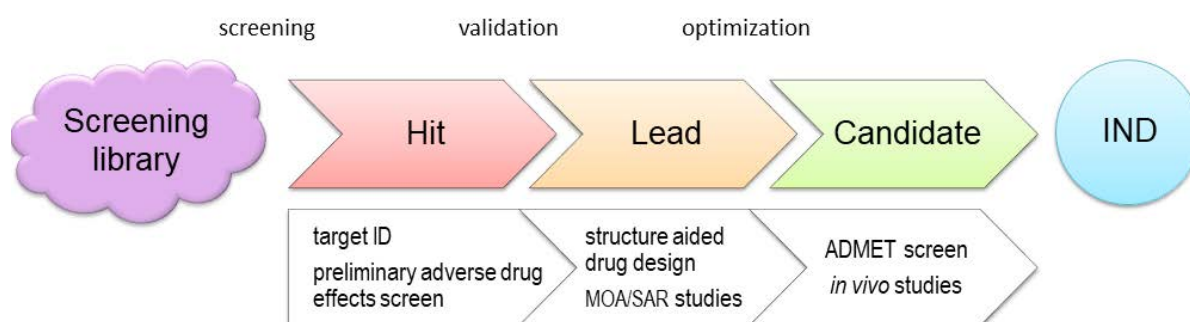 screening validation optimization
Screening
library
Hit
Lead
Candidate
IND
target ID
preliminary adverse drug
effects screen
structure aided
drug design
MOA/SAR studies
ADMET screen
in vivo studies